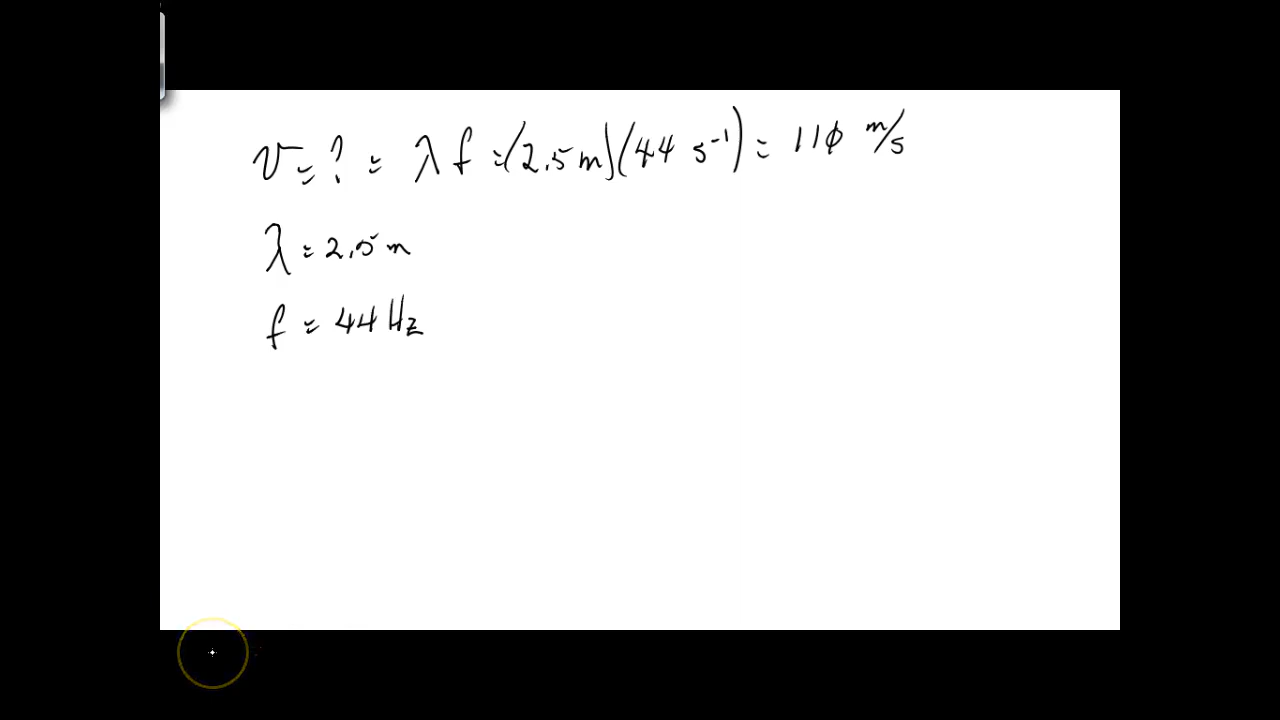 v = ? = λ f = (2.5 m)(44 s⁻¹) = 110 m/s
λ = 2.5 m
f = 44 Hz